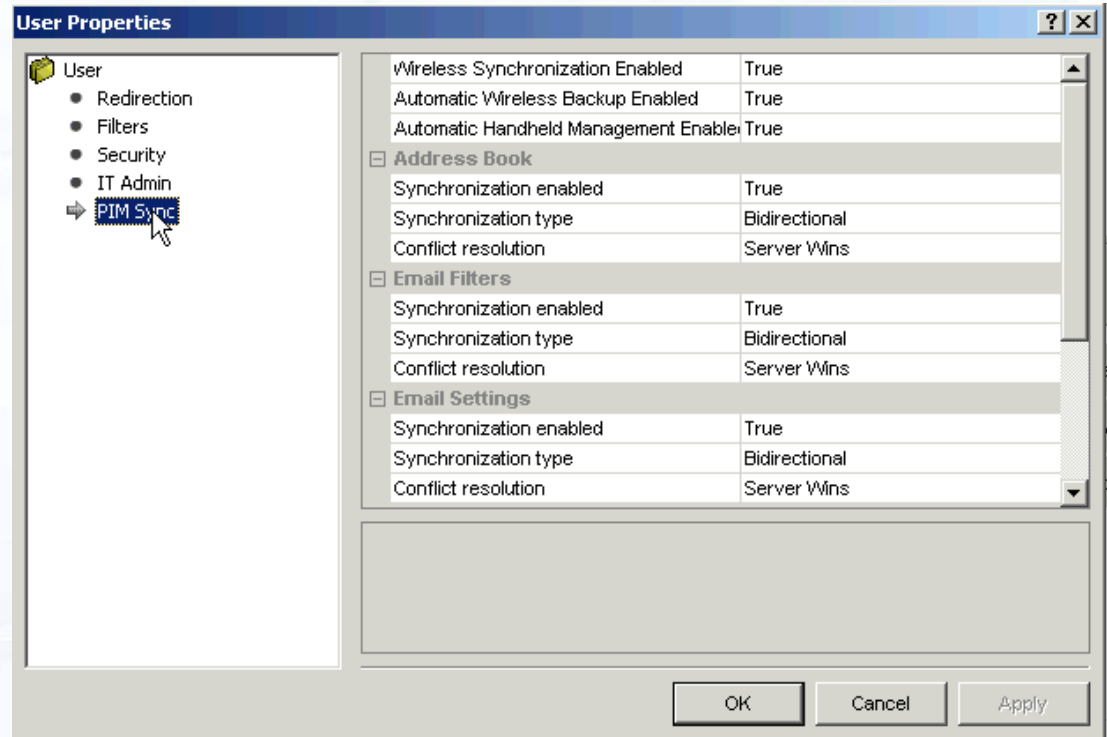 User Properties
User
Redirection
Filters
Security
IT Admin
PIM Sync
Wireless Synchronization Enabled True
Automatic Wireless Backup Enabled True
Automatic Handheld Management Enable True
Address Book
Synchronization enabled True
Synchronization type Bidirectional
Conflict resolution Server Wins
Email Filters
Synchronization enabled True
Synchronization type Bidirectional
Conflict resolution Server Wins
Email Settings
Synchronization enabled True
Synchronization type Bidirectional
Conflict resolution Server Wins
OK Cancel Apply